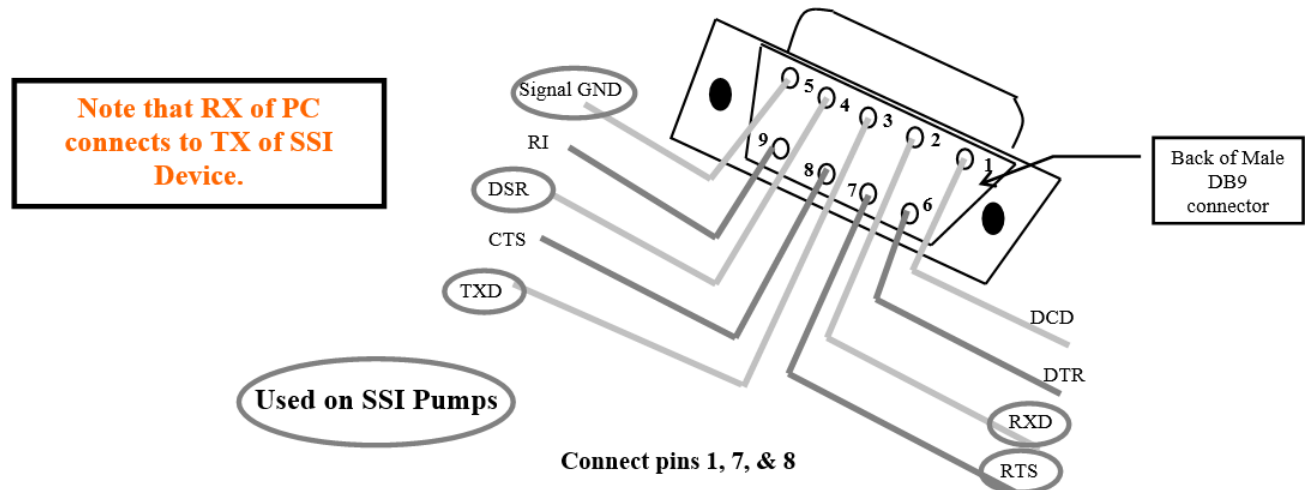 Note that RX of PC
connects to TX of SSI
Device.
Signal GND
RI
DSR
CTS
TXD
5
4
3
2
1
9
8
7
6
Back of Male
DB9
connector
DCD
DTR
RXD
RTS
Used on SSI Pumps
Connect pins 1, 7, & 8